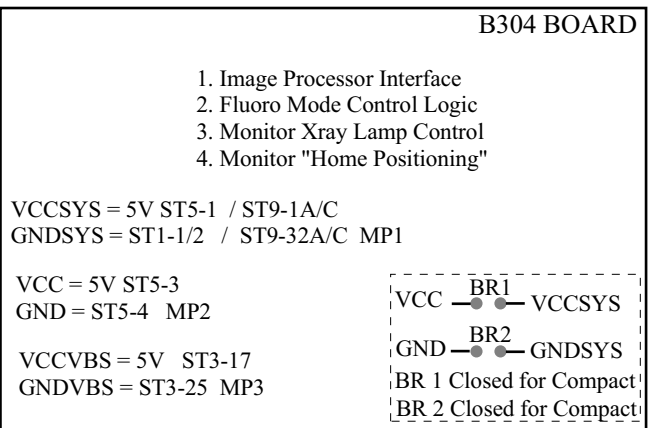 B304 BOARD
1. Image Processor Interface
2. Fluoro Mode Control Logic
3. Monitor Xray Lamp Control
4. Monitor "Home Positioning"
VCCSYS = 5V ST5-1 / ST9-1A/C
GNDSYS = ST1-1/2 / ST9-32A/C MP1
VCC = 5V ST5-3
GND = ST5-4 MP2
VCCVBS = 5V ST3-17
GNDVBS = ST3-25 MP3
VCC BR1 VCCSYS
GND BR2 GNDSYS
BR 1 Closed for Compact
BR 2 Closed for Compact